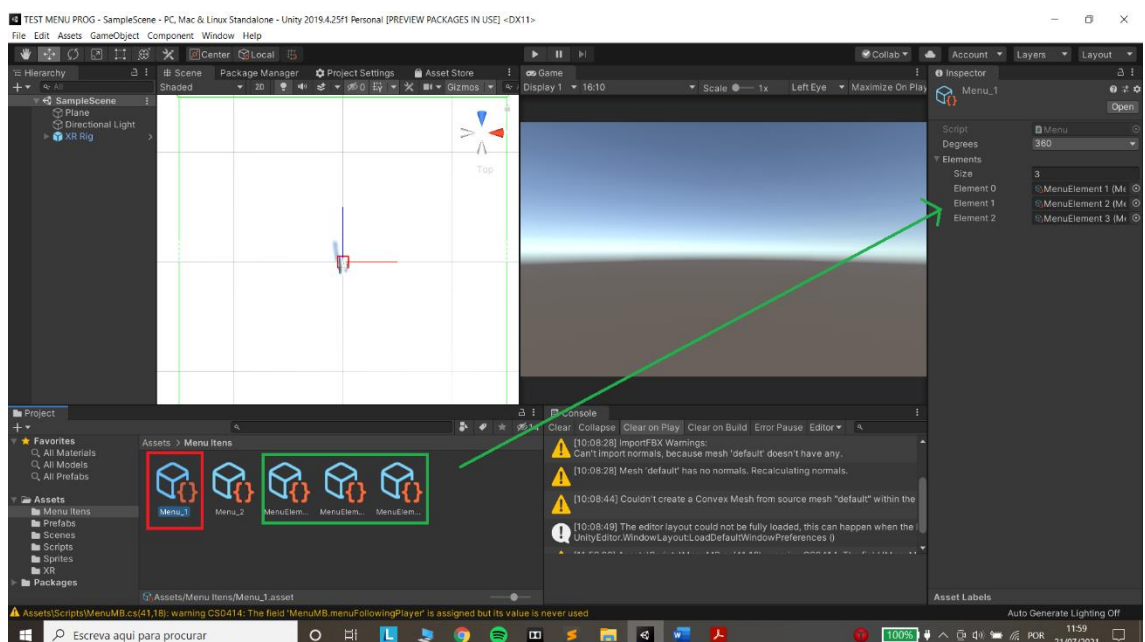 TEST MENU PROG - SampleScene - PC, Mac & Linux Standalone - Unity 2019.4.25f1 Personal [PREVIEW PACKAGES IN USE] <DX11>
File Edit Assets GameObject Component Window Help
Center Local Collab Account Layers Layout
Hierarchy
All
SampleScene
Plane
Directional Light
XR Rig
Scene Package Manager Project Settings Asset Store
Shaded 2D 0 Gizmos
Top
Game
Display 1 16:10 Scale 1x Left Eye Maximize On Play
Inspector
Menu_1
Open
Script Menu
Degrees 360
Elements
Size 3
Element 0 MenuElement 1 (Me
Element 1 MenuElement 2 (Me
Element 2 MenuElement 3 (Me
Project
Favorites
All Materials
All Models
All Prefabs
Assets
Menu Itens
Prefabs
Scenes
Scripts
Sprites
XR
Packages
14
Assets > Menu Itens
Menu_1 Menu_2 MenuElem... MenuElem... MenuElem...
Assets/Menu Itens/Menu_1.asset
Console
Clear Collapse Clear on Play Clear on Build Error Pause Editor
[10:08:28] ImportFBX Warnings:
Can't import normals, because mesh 'default' doesn't have any.
[10:08:28] Mesh 'default' has no normals. Recalculating normals.
[10:08:44] Couldn't create a Convex Mesh from source mesh "default" within the
[10:08:49] The editor layout could not be fully loaded, this can happen when the
UnityEditor.WindowLayout:LoadDefaultWindowPreferences ()
Asset Labels
Assets\Scripts\MenuMB.cs(41,18): warning CS0414: The field 'MenuMB.menuFollowingPlayer' is assigned but its value is never used
Auto Generate Lighting Off
Escreva aqui para procurar
100%
POR
11:59
21/07/2021